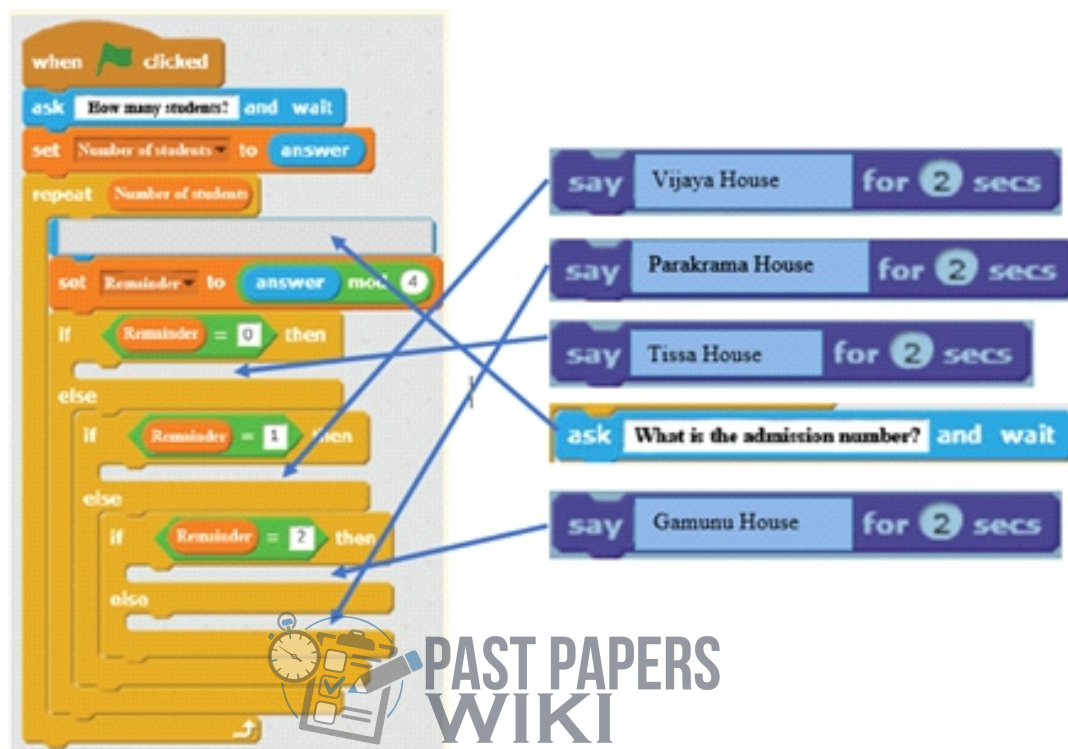 when clicked
ask How many students? and wait
set Number of students to answer
repeat Number of students
set Remainder to answer mod 4
if Remainder = 0 then
else
if Remainder = 1 then
else
if Remainder = 2 then
else
say Vijaya House for 2 secs
say Parakrama House for 2 secs
say Tissa House for 2 secs
ask What is the admission number? and wait
say Gamunu House for 2 secs
PAST PAPERS
WIKI